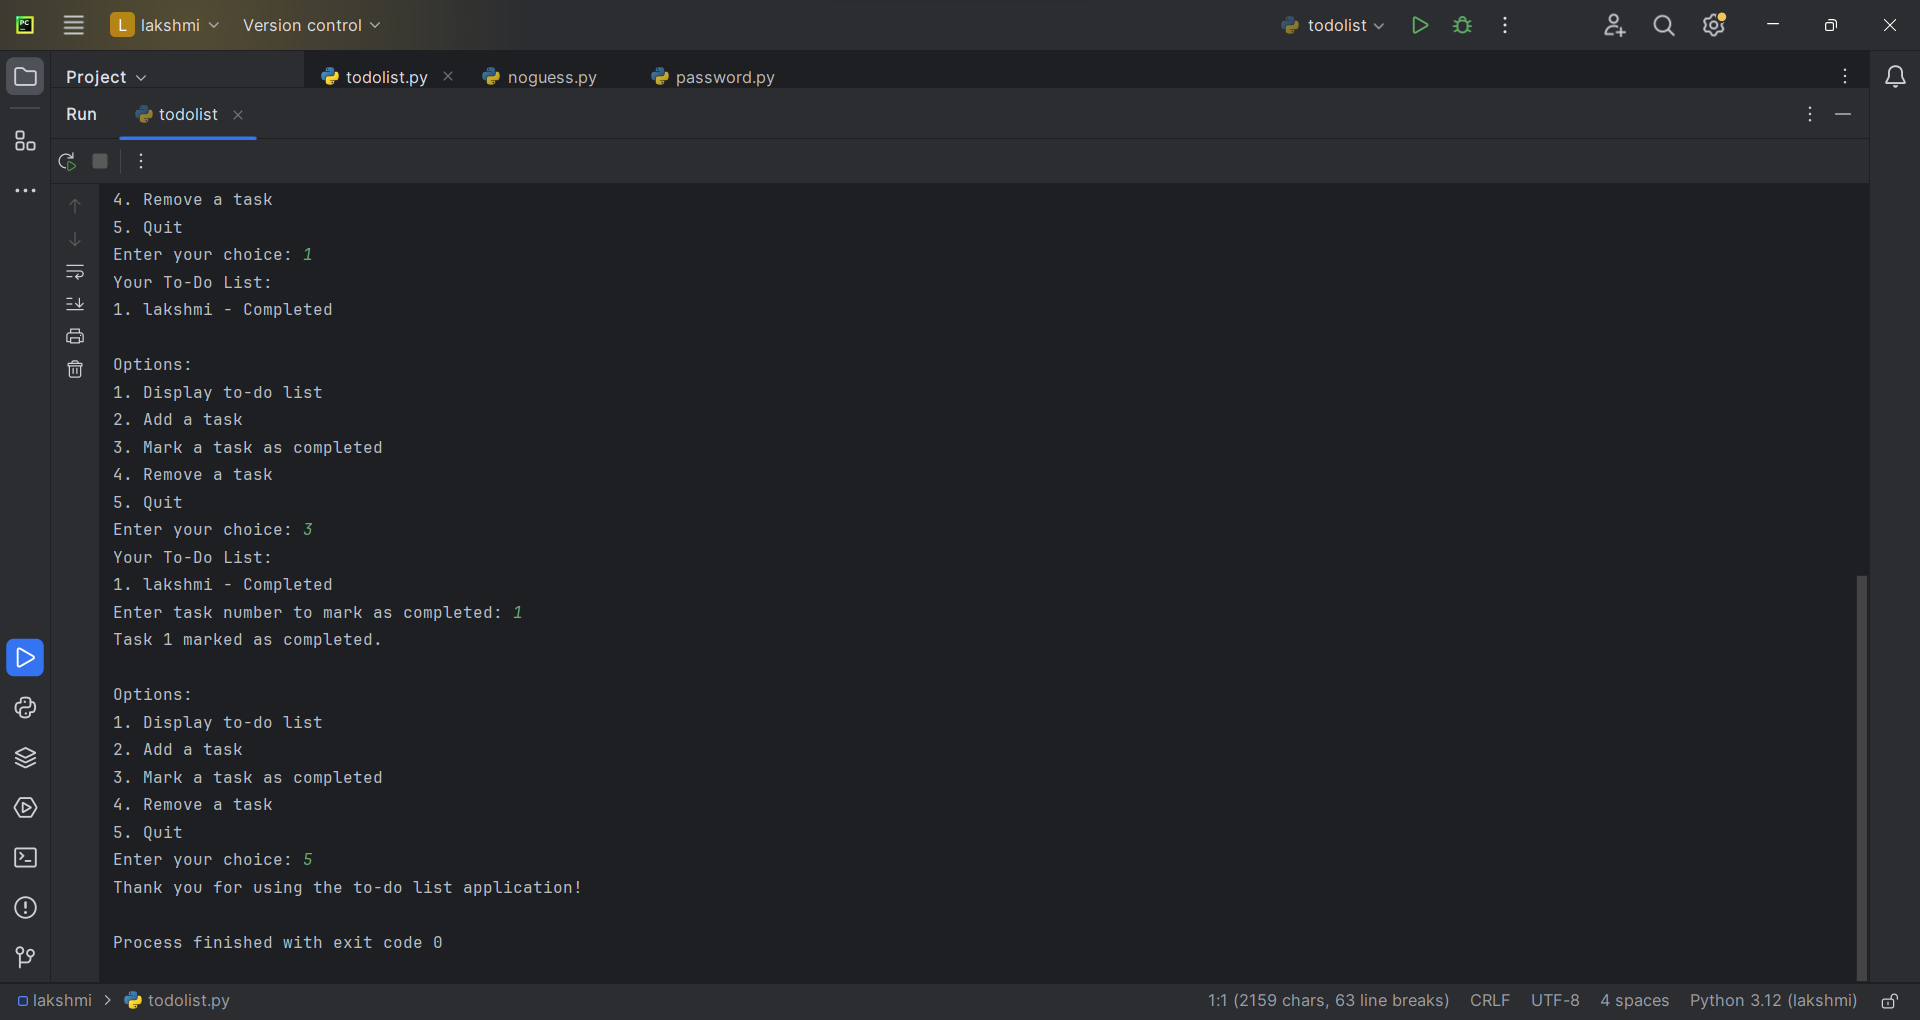 PC L lakshmi Version control todolist
Project todolist.py noguess.py password.py
Run todolist
4. Remove a task
5. Quit
Enter your choice: 1
Your To-Do List:
1. lakshmi - Completed
Options:
1. Display to-do list
2. Add a task
3. Mark a task as completed
4. Remove a task
5. Quit
Enter your choice: 3
Your To-Do List:
1. lakshmi - Completed
Enter task number to mark as completed: 1
Task 1 marked as completed.
Options:
1. Display to-do list
2. Add a task
3. Mark a task as completed
4. Remove a task
5. Quit
Enter your choice: 5
Thank you for using the to-do list application!
Process finished with exit code 0
lakshmi > todolist.py 1:1 (2159 chars, 63 line breaks) CRLF UTF-8 4 spaces Python 3.12 (lakshmi)